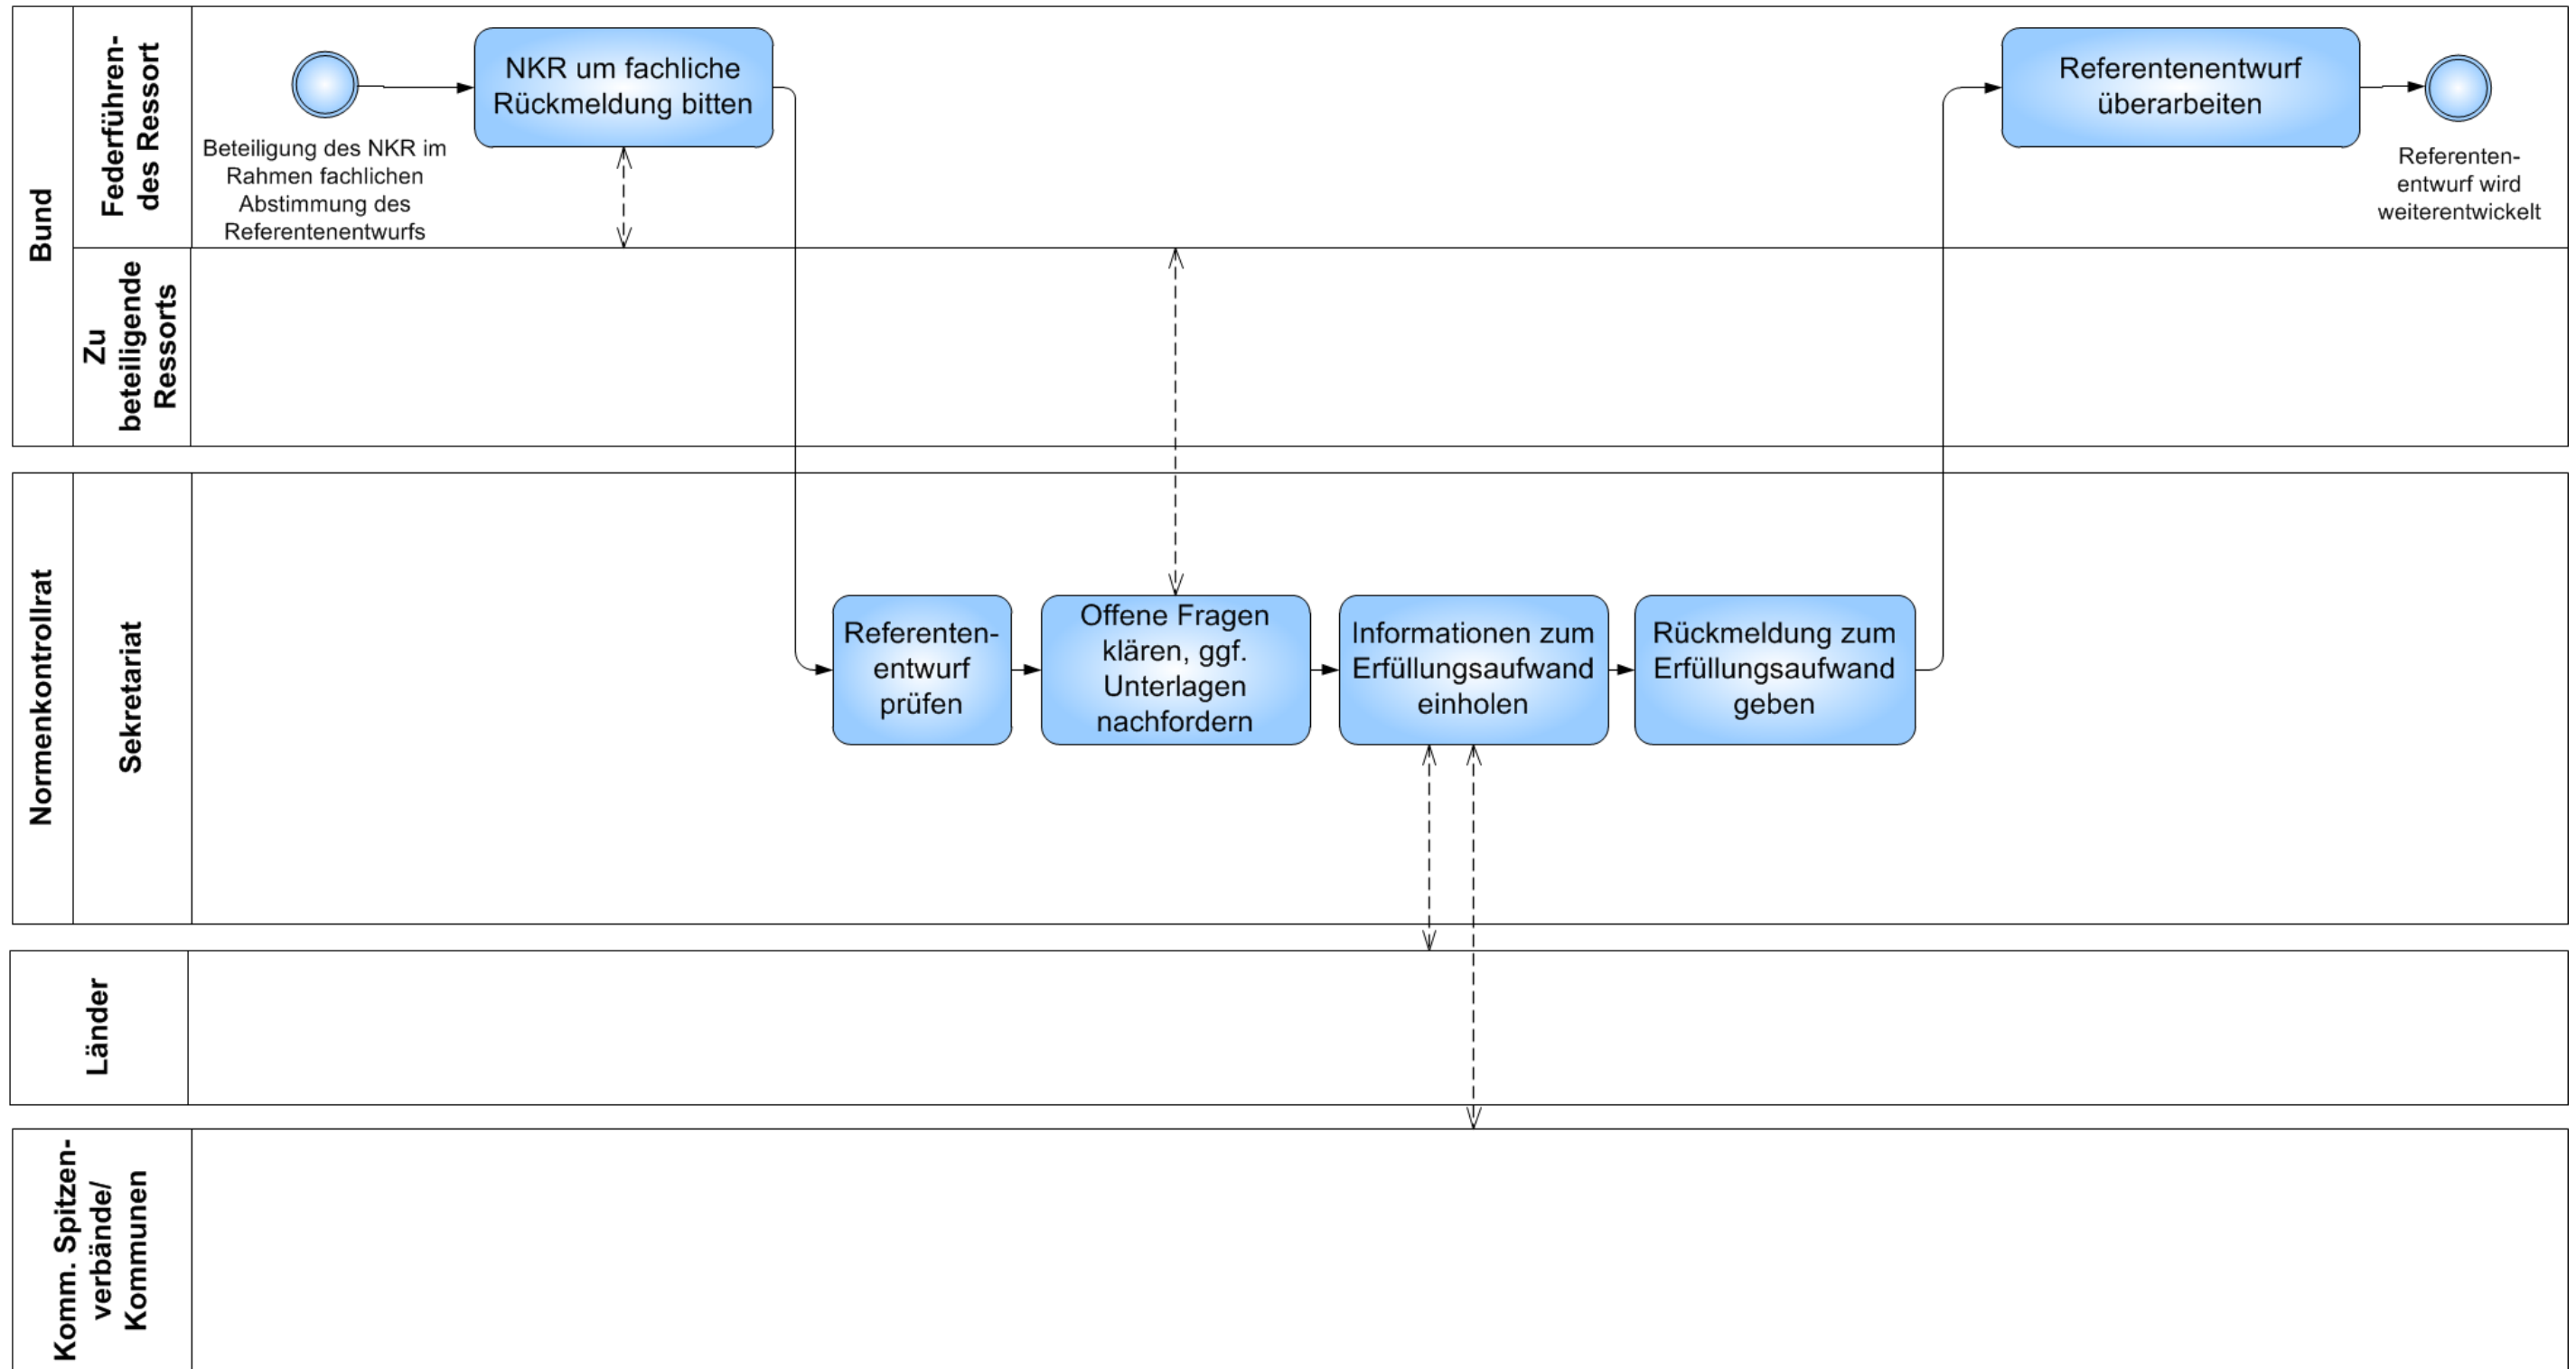 Bund
Federführen-
des Ressort
Beteiligung des NKR im
Rahmen fachlichen
Abstimmung des
Referentenentwurfs
NKR um fachliche
Rückmeldung bitten
Referentenentwurf
überarbeiten
Referenten-
entwurf wird
weiterentwickelt
Zu
beteiligende
Ressorts
Normenkontrollrat
Sekretariat
Referenten-
entwurf
prüfen
Offene Fragen
klären, ggf.
Unterlagen
nachfordern
Informationen zum
Erfüllungsaufwand
einholen
Rückmeldung zum
Erfüllungsaufwand
geben
Länder
Komm. Spitzen-
verbände/
Kommunen